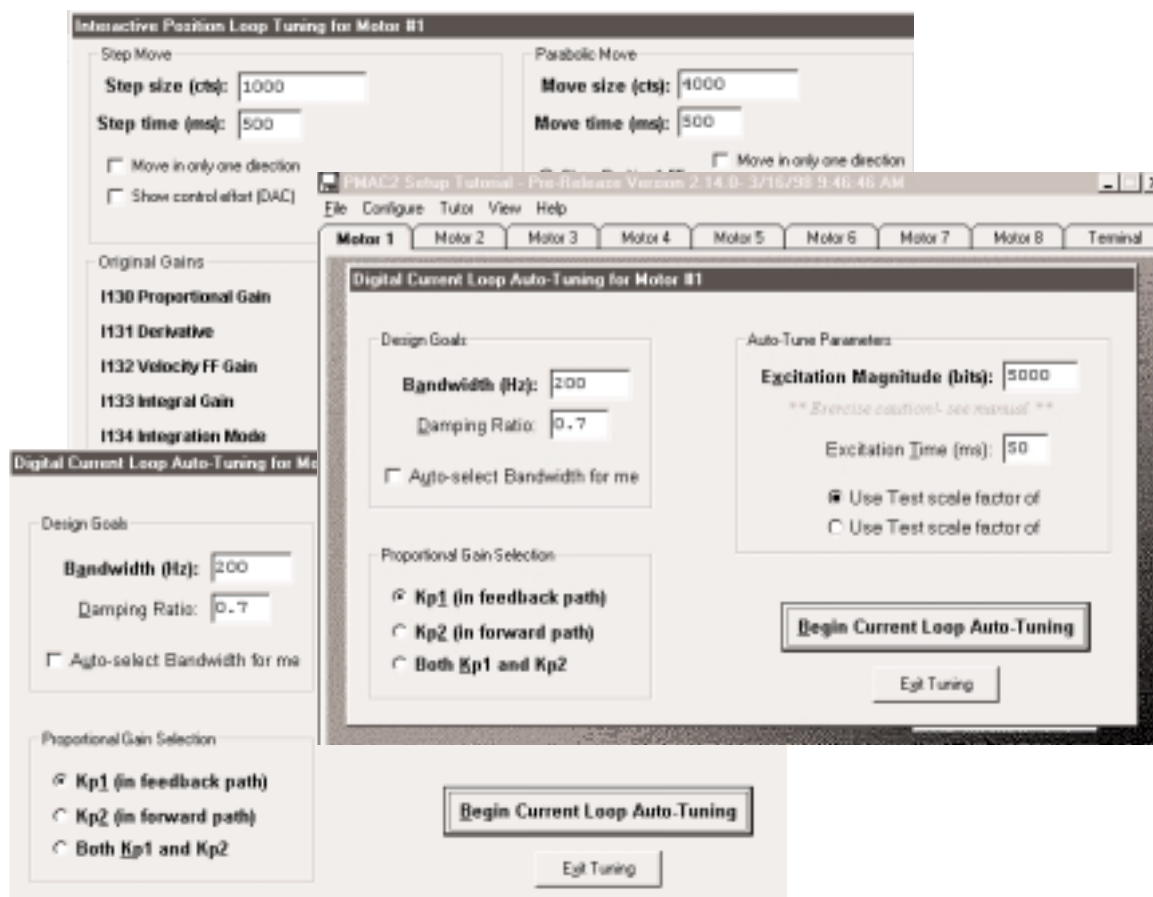 Interactive Position Loop Tuning for Motor #1
Step Move
Step size (cts): 1000
Step time (ms): 500
Move in only one direction
Show control effort (DAC)
Parabolic Move
Move size (cts): 4000
Move time (ms): 500
Move in only one direction
Original Gains
I130 Proportional Gain
I131 Derivative
I132 Velocity FF Gain
I133 Integral Gain
I134 Integration Mode
PMAC2 Setup Tutorial - Pre-Release Version 2.14.0- 3/16/98 9:46:46 AM
File Configure Tutor View Help
Motor 1 Motor 2 Motor 3 Motor 4 Motor 5 Motor 6 Motor 7 Motor 8 Terminal
Digital Current Loop Auto-Tuning for Motor #1
Design Goals
Bandwidth (Hz): 200
Damping Ratio: 0.7
Auto-select Bandwidth for me
Proportional Gain Selection
Kp1 (in feedback path)
Kp2 (in forward path)
Both Kp1 and Kp2
Auto-Tune Parameters
Excitation Magnitude (bits): 5000
** Exercise caution!- see manual **
Excitation Time (ms): 50
Use Test scale factor of
Use Test scale factor of
Begin Current Loop Auto-Tuning
Exit Tuning
Digital Current Loop Auto-Tuning for Mo
Design Goals
Bandwidth (Hz): 200
Damping Ratio: 0.7
Auto-select Bandwidth for me
Proportional Gain Selection
Kp1 (in feedback path)
Kp2 (in forward path)
Both Kp1 and Kp2
Begin Current Loop Auto-Tuning
Exit Tuning